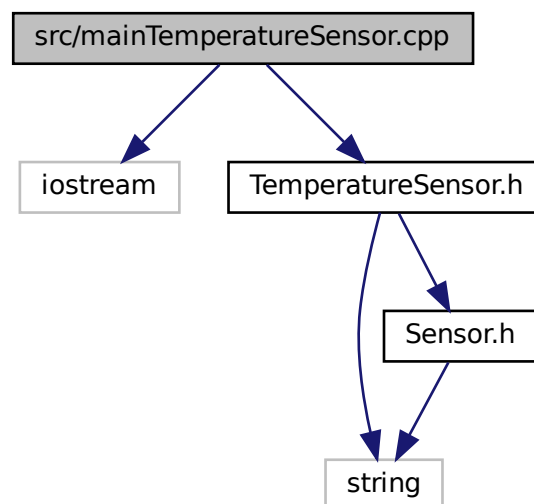 src/mainTemperatureSensor.cpp
iostream
TemperatureSensor.h
Sensor.h
string